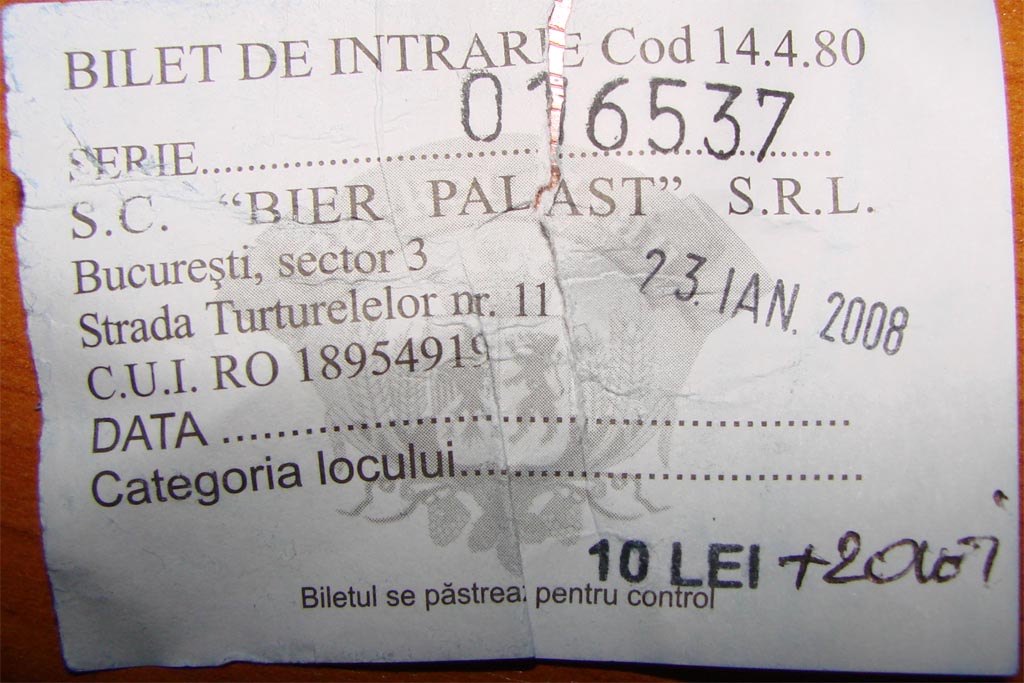 BILET DE INTRARE Cod 14.4.80
016537
SERIE..........................................................
S.C. “BIER PALAST” S.R.L.
București, sector 3
23. IAN. 2008
Strada Turturelelor nr. 11
C.U.I. RO 18954919
DATA ..........................................................
Categoria locului.....................................
10 LEI
Biletul se păstrează pentru control